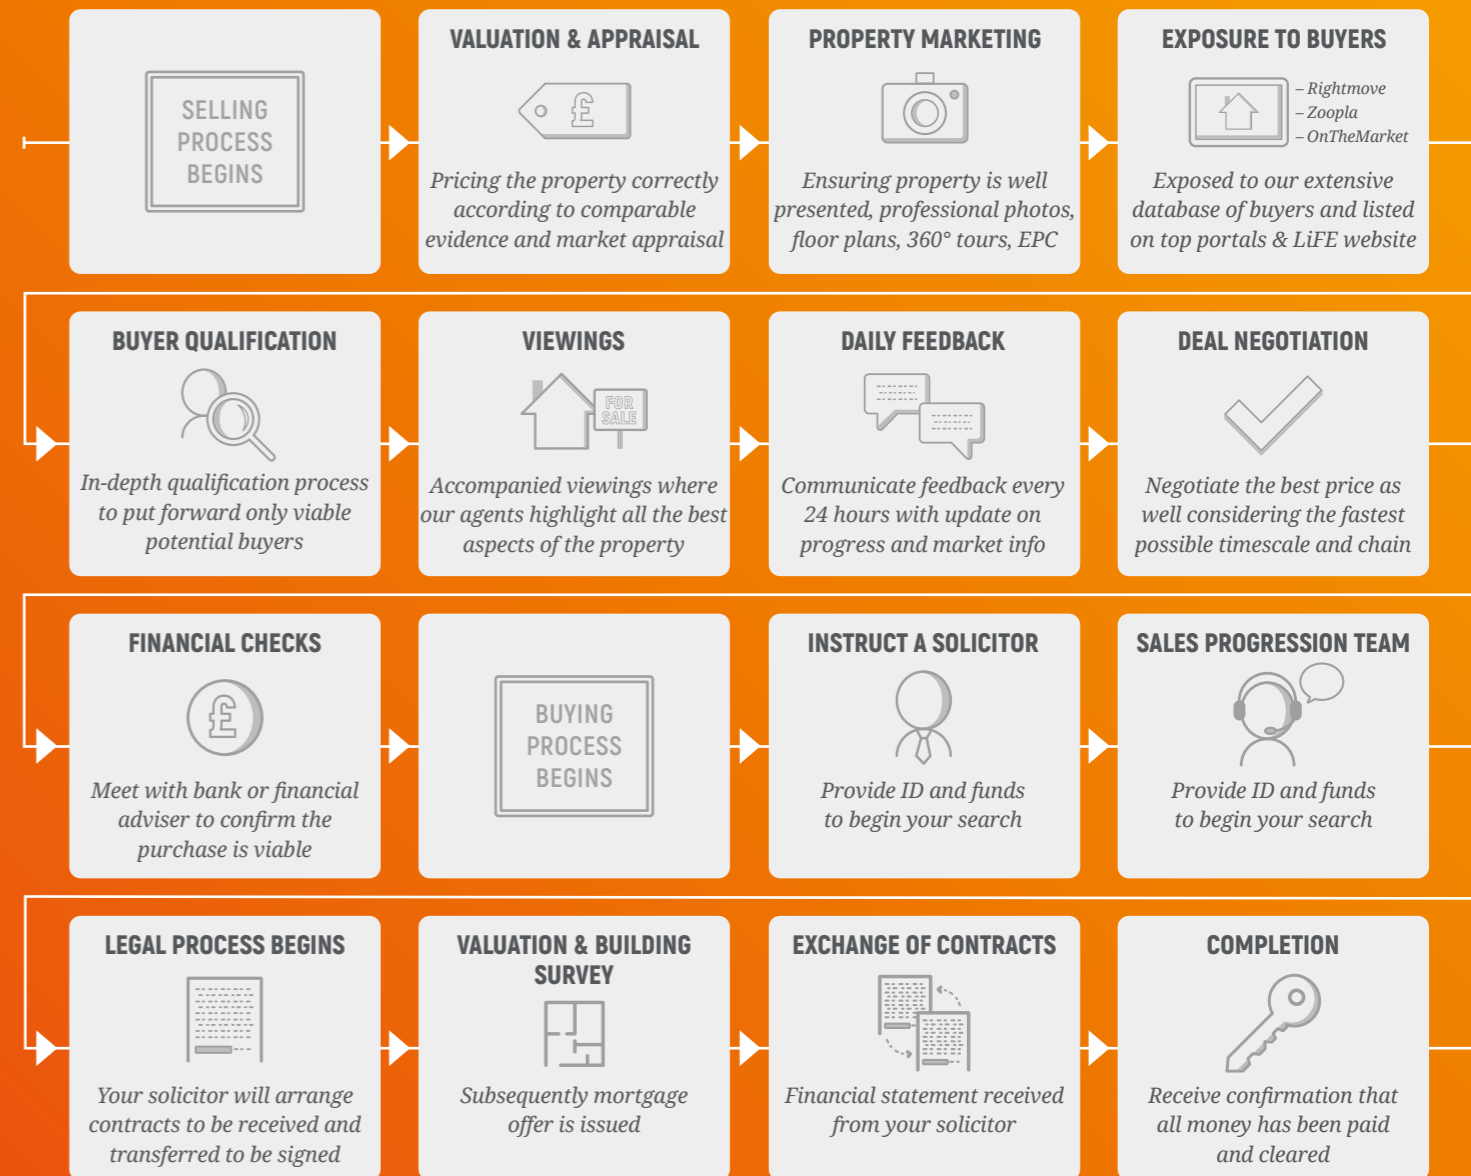 SELLING
PROCESS
BEGINS
VALUATION & APPRAISAL
£
Pricing the property correctly
according to comparable
evidence and market appraisal
PROPERTY MARKETING
Ensuring property is well
presented, professional photos,
floor plans, 360° tours, EPC
EXPOSURE TO BUYERS
– Rightmove
– Zoopla
– OnTheMarket
Exposed to our extensive
database of buyers and listed
on top portals & LiFE website
BUYER QUALIFICATION
In-depth qualification process
to put forward only viable
potential buyers
VIEWINGS
FOR
SALE
Accompanied viewings where
our agents highlight all the best
aspects of the property
DAILY FEEDBACK
Communicate feedback every
24 hours with update on
progress and market info
DEAL NEGOTIATION
Negotiate the best price as
well considering the fastest
possible timescale and chain
FINANCIAL CHECKS
£
Meet with bank or financial
adviser to confirm the
purchase is viable
BUYING
PROCESS
BEGINS
INSTRUCT A SOLICITOR
Provide ID and funds
to begin your search
SALES PROGRESSION TEAM
Provide ID and funds
to begin your search
LEGAL PROCESS BEGINS
Your solicitor will arrange
contracts to be received and
transferred to be signed
VALUATION & BUILDING
SURVEY
Subsequently mortgage
offer is issued
EXCHANGE OF CONTRACTS
Financial statement received
from your solicitor
COMPLETION
Receive confirmation that
all money has been paid
and cleared